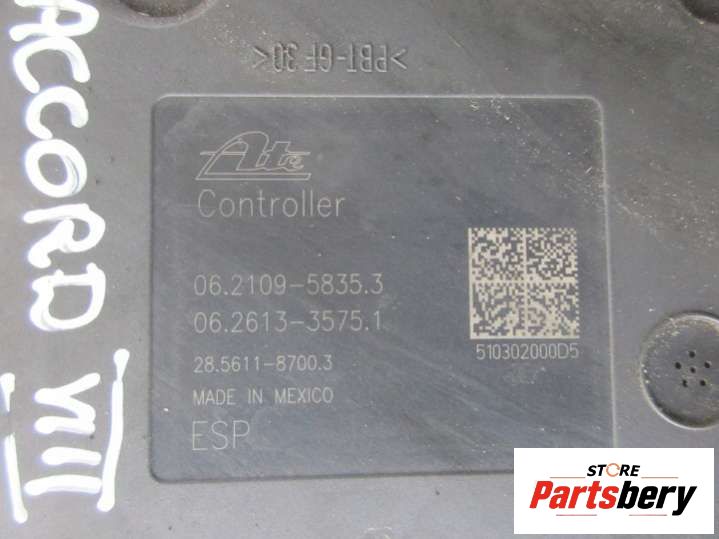 >PBT-GF30<
ACCORD VIII
Ate
Controller
06.2109-5835.3
06.2613-3575.1
28.5611-8700.3
MADE IN MEXICO
ESP
510302000D5
STORE
Partsbery